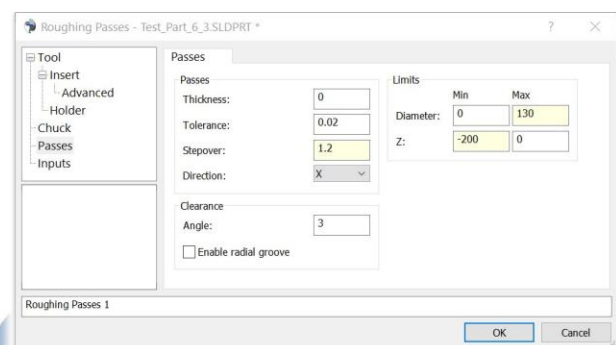 Roughing Passes - Test_Part_6_3.SLDPRT *
? ×
Tool
Insert
Advanced
Holder
Chuck
Passes
Inputs
Passes
Passes
Thickness: 0
Tolerance: 0.02
Stepover: 1.2
Direction: X
Clearance
Angle: 3
Enable radial groove
Limits
Min Max
Diameter: 0 130
Z: -200 0
Roughing Passes 1
OK Cancel